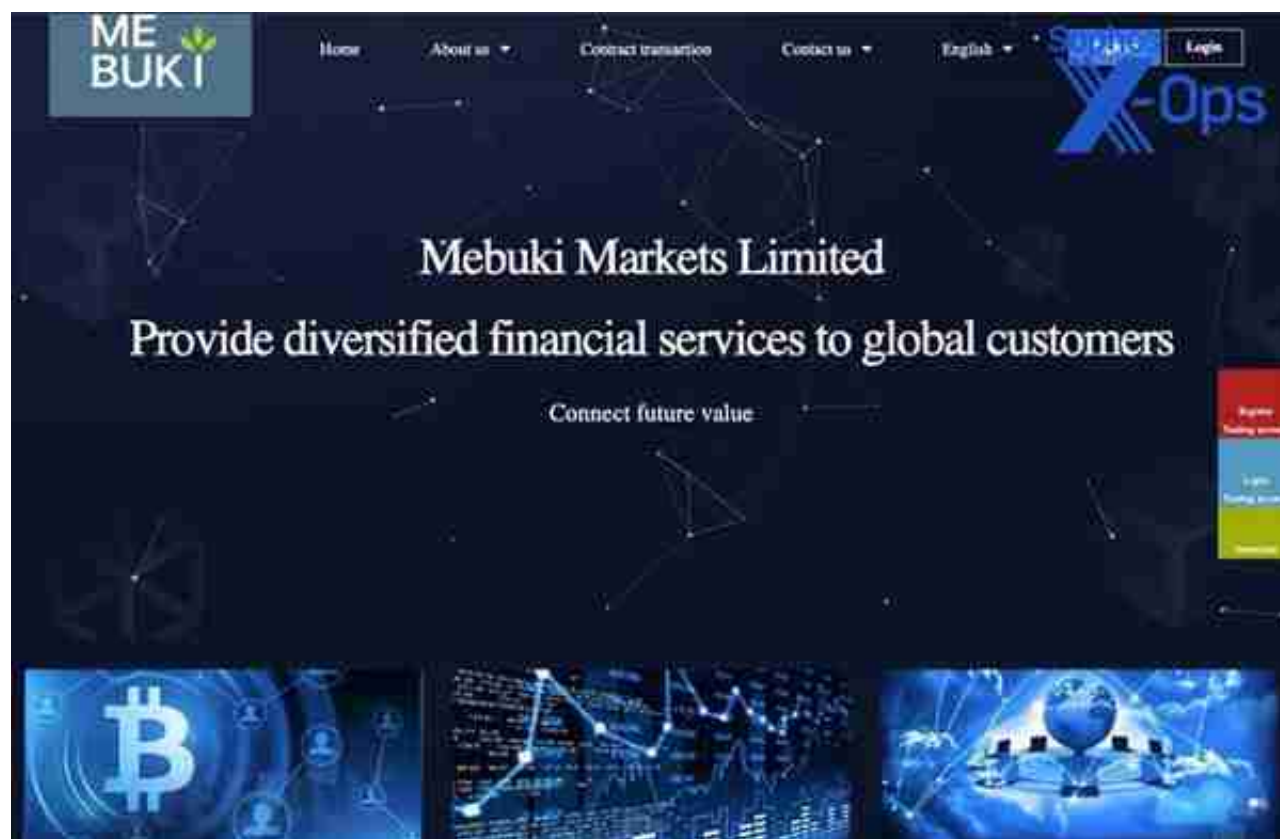 ME
BUKI
Home
About us
Contract transaction
Contact us
English
Login
X-Ops
Mebuki Markets Limited
Provide diversified financial services to global customers
Connect future value